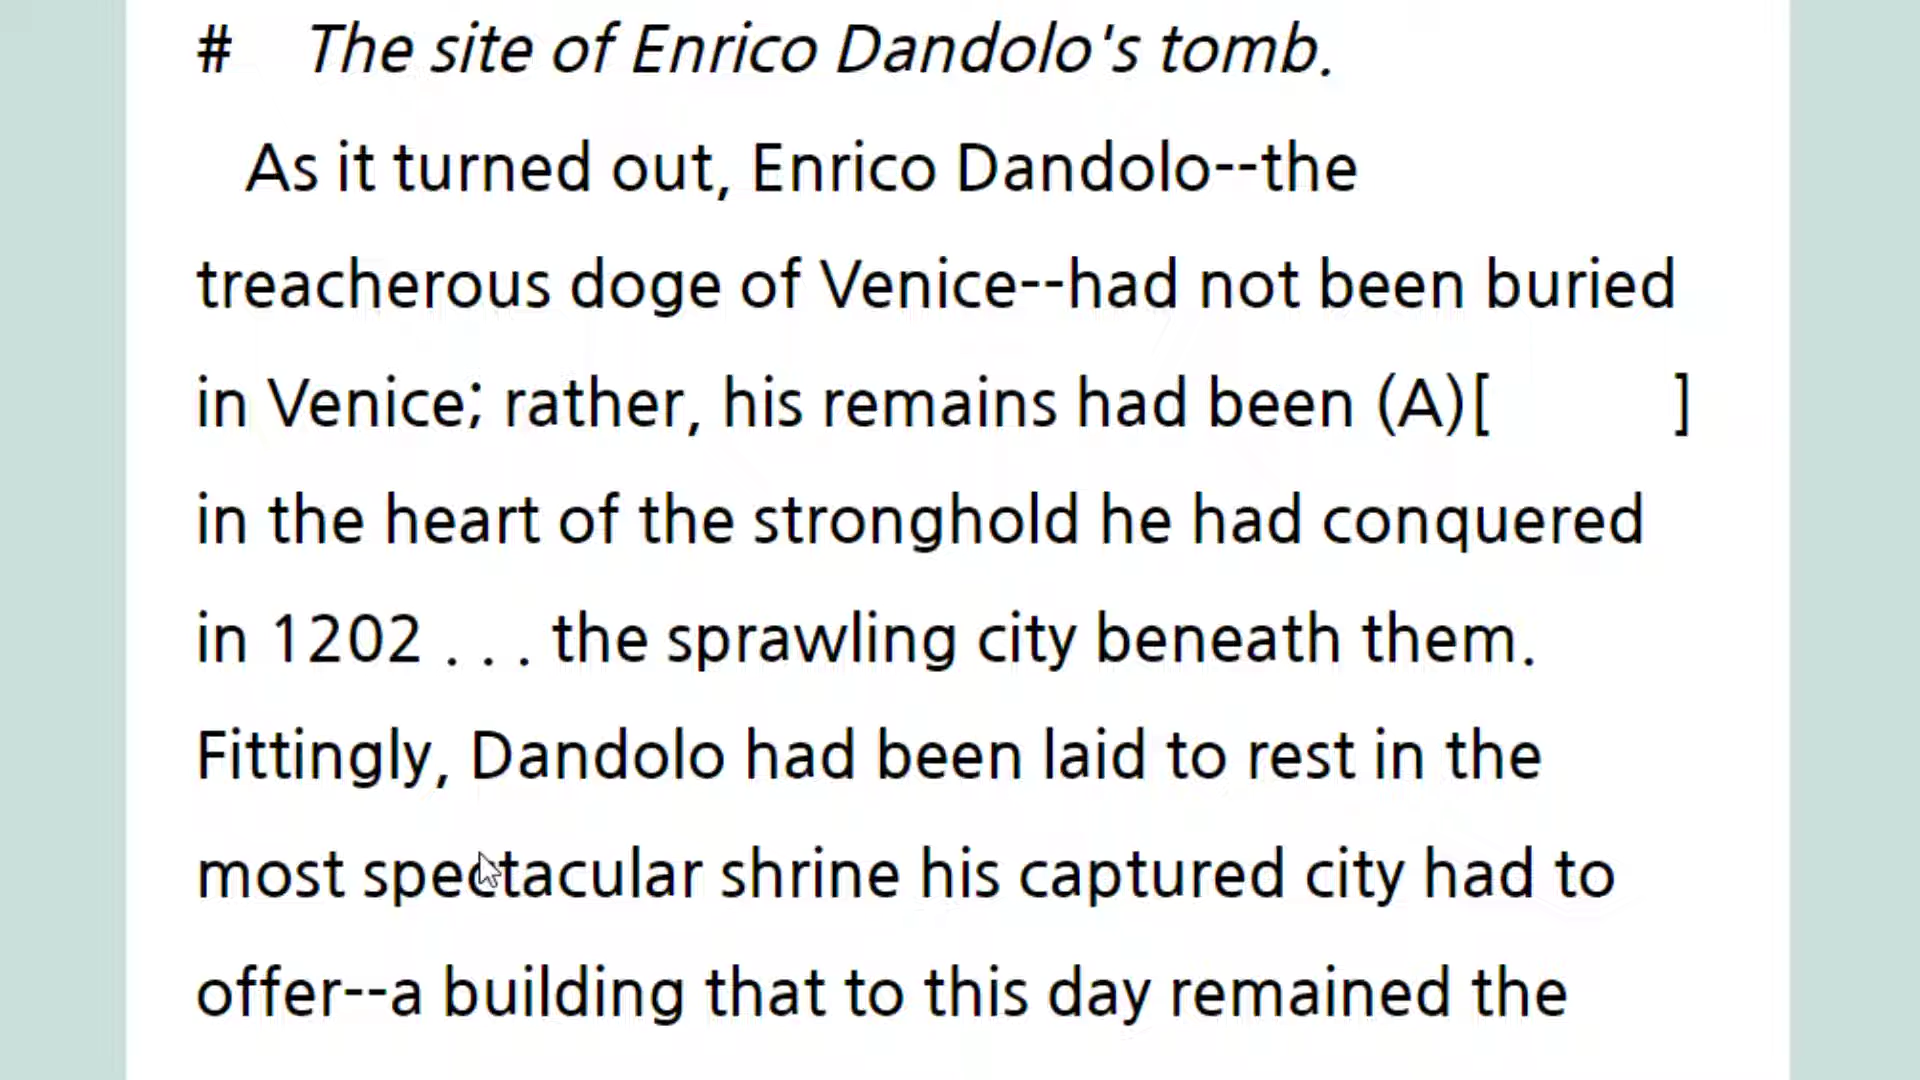 # The site of Enrico Dandolo's tomb.
As it turned out, Enrico Dandolo--the
treacherous doge of Venice--had not been buried
in Venice; rather, his remains had been (A)[ ]
in the heart of the stronghold he had conquered
in 1202 . . . the sprawling city beneath them.
Fittingly, Dandolo had been laid to rest in the
most spectacular shrine his captured city had to
offer--a building that to this day remained the